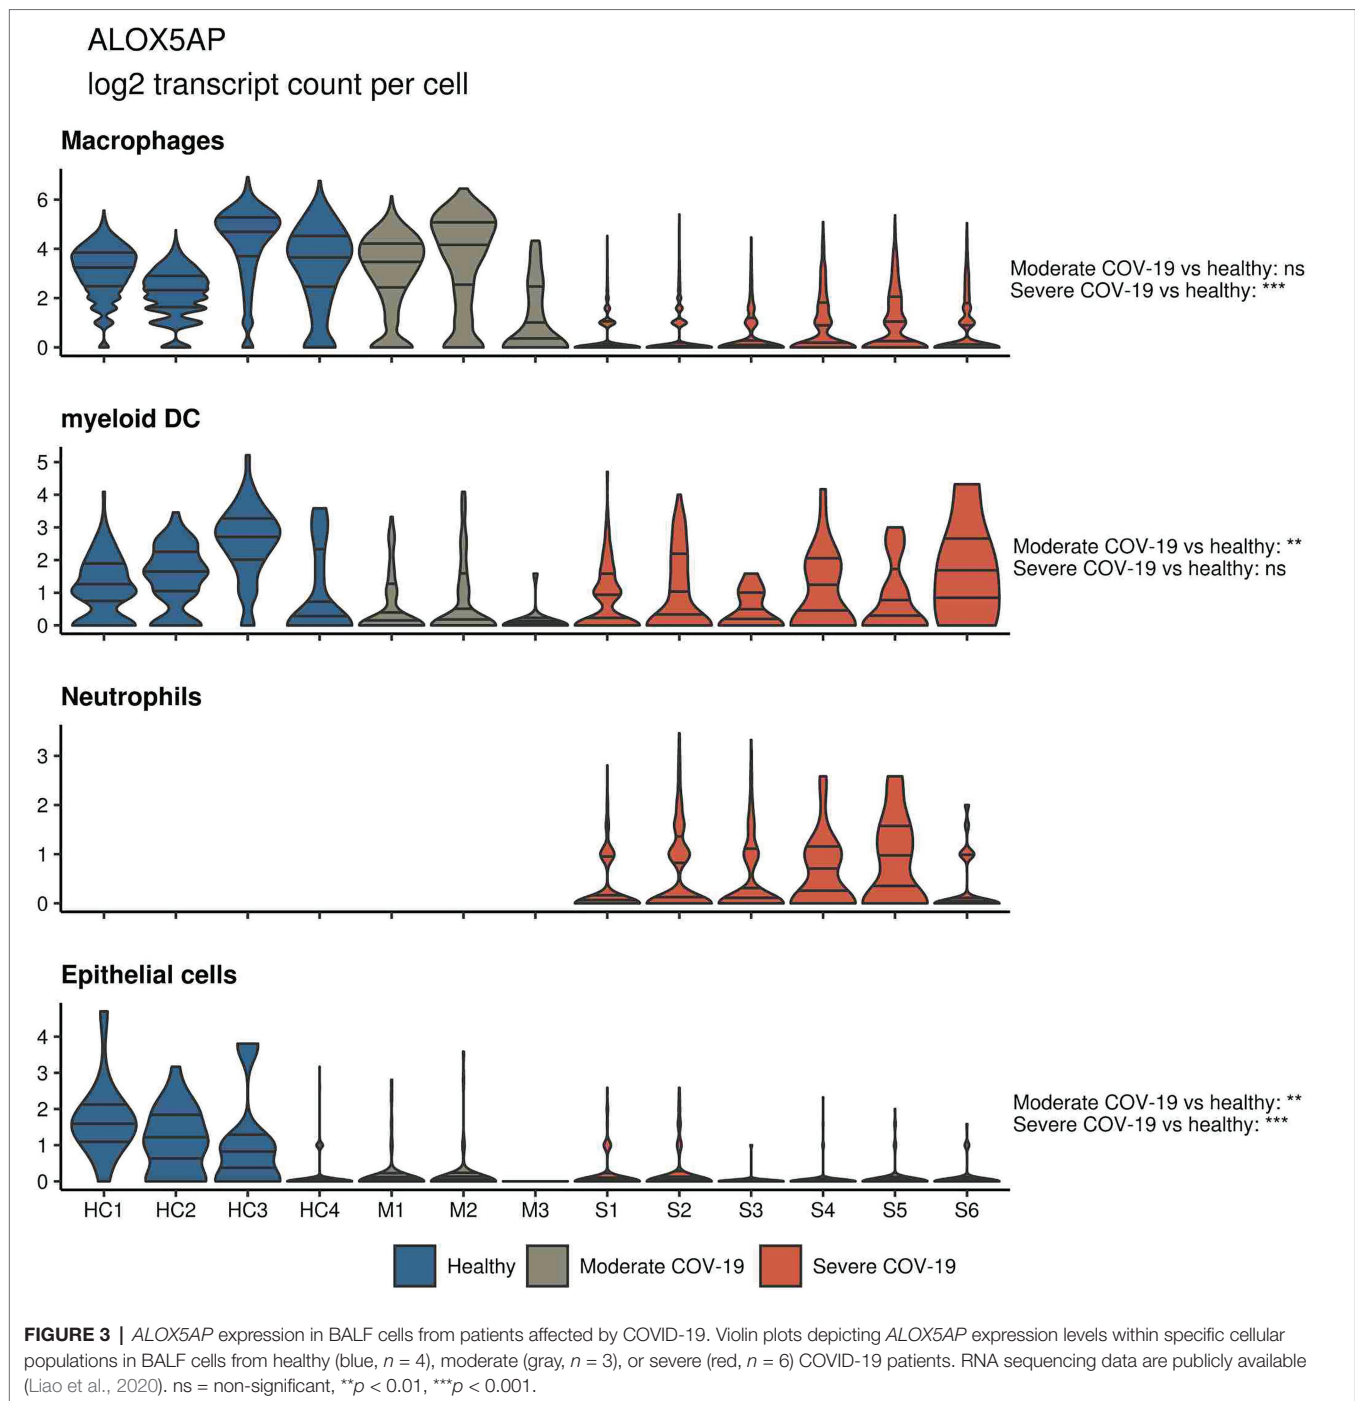 ALOX5AP
log2 transcript count per cell
Macrophages
6
4
2
0
Moderate COV-19 vs healthy: ns
Severe COV-19 vs healthy: ***
myeloid DC
5
4
3
2
1
0
Moderate COV-19 vs healthy: **
Severe COV-19 vs healthy: ns
Neutrophils
3
2
1
0
Epithelial cells
4
3
2
1
0
Moderate COV-19 vs healthy: **
Severe COV-19 vs healthy: ***
HC1 HC2 HC3 HC4 M1 M2 M3 S1 S2 S3 S4 S5 S6
Healthy Moderate COV-19 Severe COV-19
FIGURE 3 | ALOX5AP expression in BALF cells from patients affected by COVID-19. Violin plots depicting ALOX5AP expression levels within specific cellular
populations in BALF cells from healthy (blue, n = 4), moderate (gray, n = 3), or severe (red, n = 6) COVID-19 patients. RNA sequencing data are publicly available
(Liao et al., 2020). ns = non-significant, **p < 0.01, ***p < 0.001.